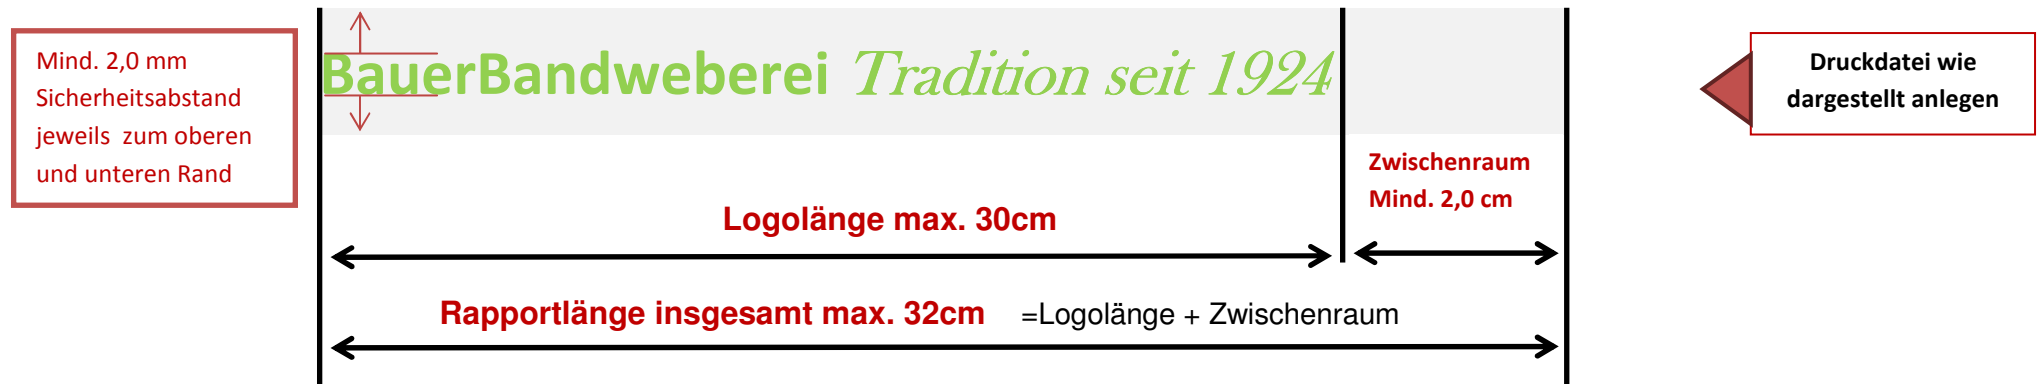 Mind. 2,0 mm
Sicherheitsabstand
jeweils zum oberen
und unteren Rand
BauerBandweberei Tradition seit 1924
Druckdatei wie
dargestellt anlegen
Zwischenraum
Mind. 2,0 cm
Logolänge max. 30cm
Rapportlänge insgesamt max. 32cm =Logolänge + Zwischenraum